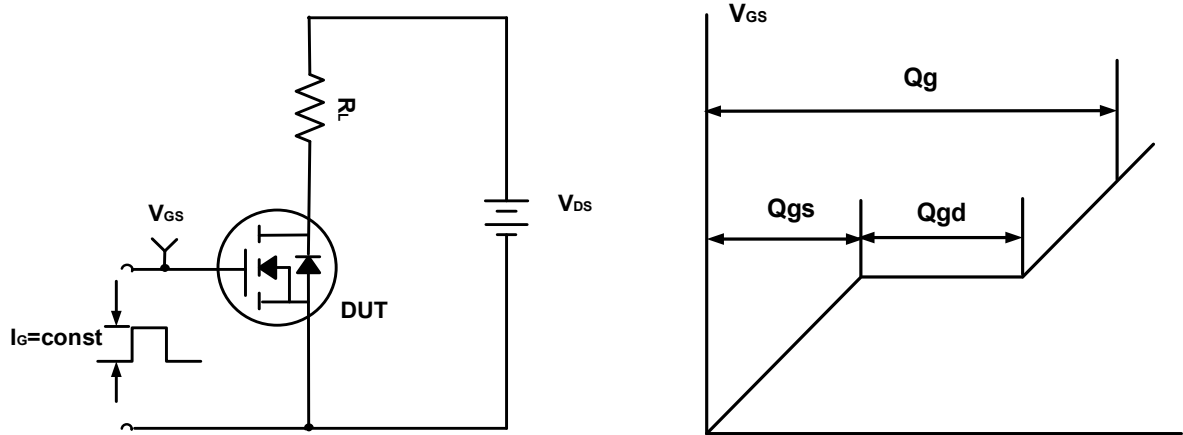 RL
VGS
VDS
DUT
IG=const
VGS
Qg
Qgs
Qgd